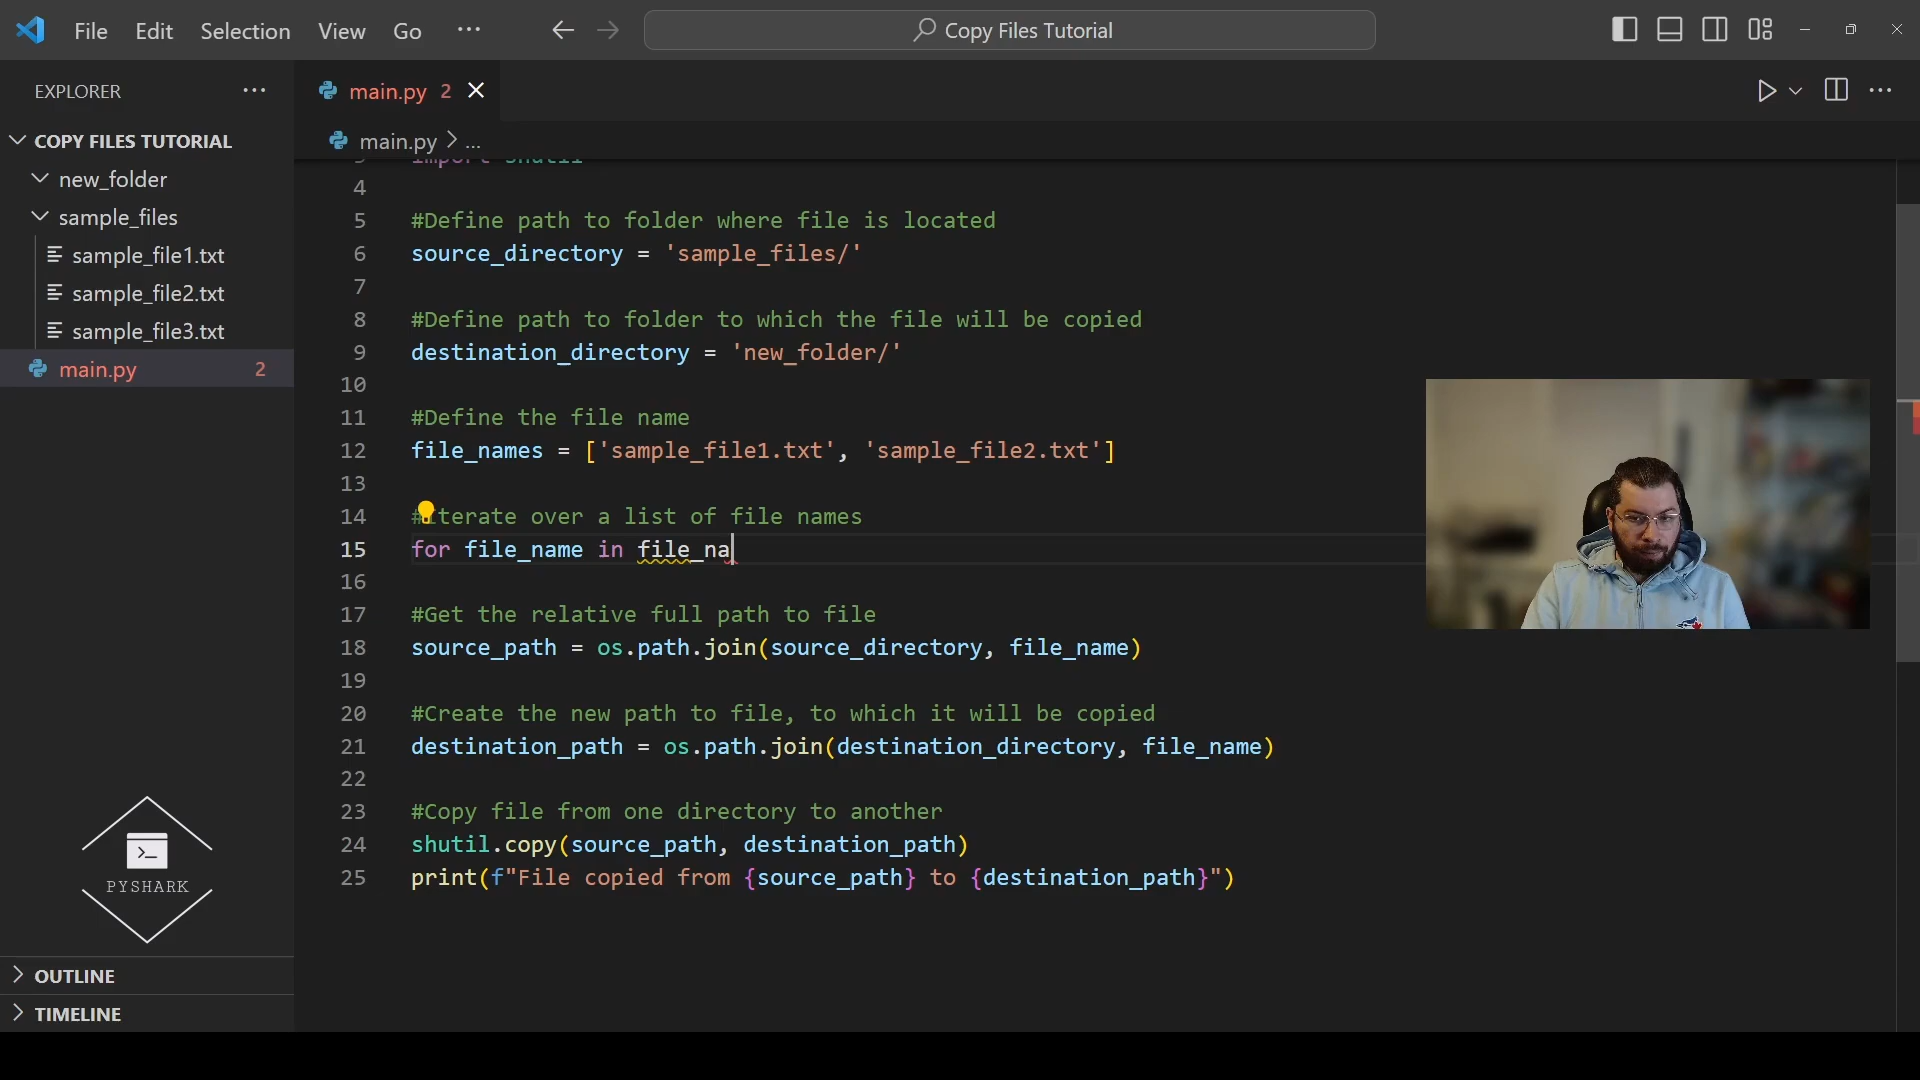 File Edit Selection View Go ... Copy Files Tutorial
EXPLORER ...
COPY FILES TUTORIAL
new_folder
sample_files
sample_file1.txt
sample_file2.txt
sample_file3.txt
main.py 2
PYSHARK
OUTLINE
TIMELINE
main.py 2
main.py > ...
3 import shutil
4
5 #Define path to folder where file is located
6 source_directory = 'sample_files/'
7
8 #Define path to folder to which the file will be copied
9 destination_directory = 'new_folder/'
10
11 #Define the file name
12 file_names = ['sample_file1.txt', 'sample_file2.txt']
13
14 #Iterate over a list of file names
15 for file_name in file_na
16
17 #Get the relative full path to file
18 source_path = os.path.join(source_directory, file_name)
19
20 #Create the new path to file, to which it will be copied
21 destination_path = os.path.join(destination_directory, file_name)
22
23 #Copy file from one directory to another
24 shutil.copy(source_path, destination_path)
25 print(f"File copied from {source_path} to {destination_path}")